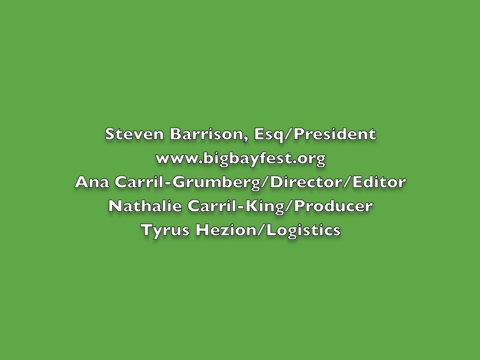 Steven Barrison, Esq/President
www.bigbayfest.org
Ana Carril-Grumberg/Director/Editor
Nathalie Carril-King/Producer
Tyrus Hezion/Logistics